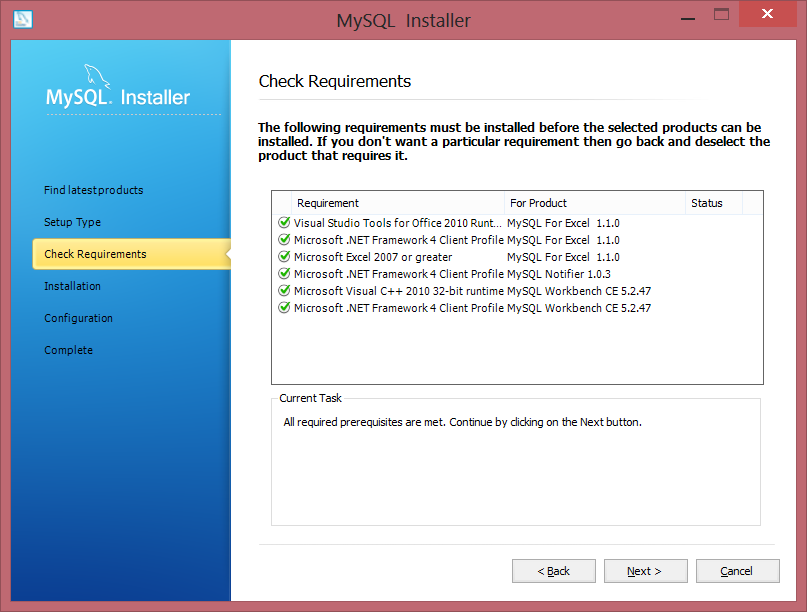 MySQL Installer
MySQL. Installer
Find latest products
Setup Type
Check Requirements
Installation
Configuration
Complete
Check Requirements
The following requirements must be installed before the selected products can be
installed. If you don't want a particular requirement then go back and deselect the
product that requires it.
Requirement For Product Status
Visual Studio Tools for Office 2010 Runt... MySQL For Excel 1.1.0
Microsoft .NET Framework 4 Client Profile MySQL For Excel 1.1.0
Microsoft Excel 2007 or greater MySQL For Excel 1.1.0
Microsoft .NET Framework 4 Client Profile MySQL Notifier 1.0.3
Microsoft Visual C++ 2010 32-bit runtime MySQL Workbench CE 5.2.47
Microsoft .NET Framework 4 Client Profile MySQL Workbench CE 5.2.47
Current Task
All required prerequisites are met. Continue by clicking on the Next button.
< Back Next > Cancel